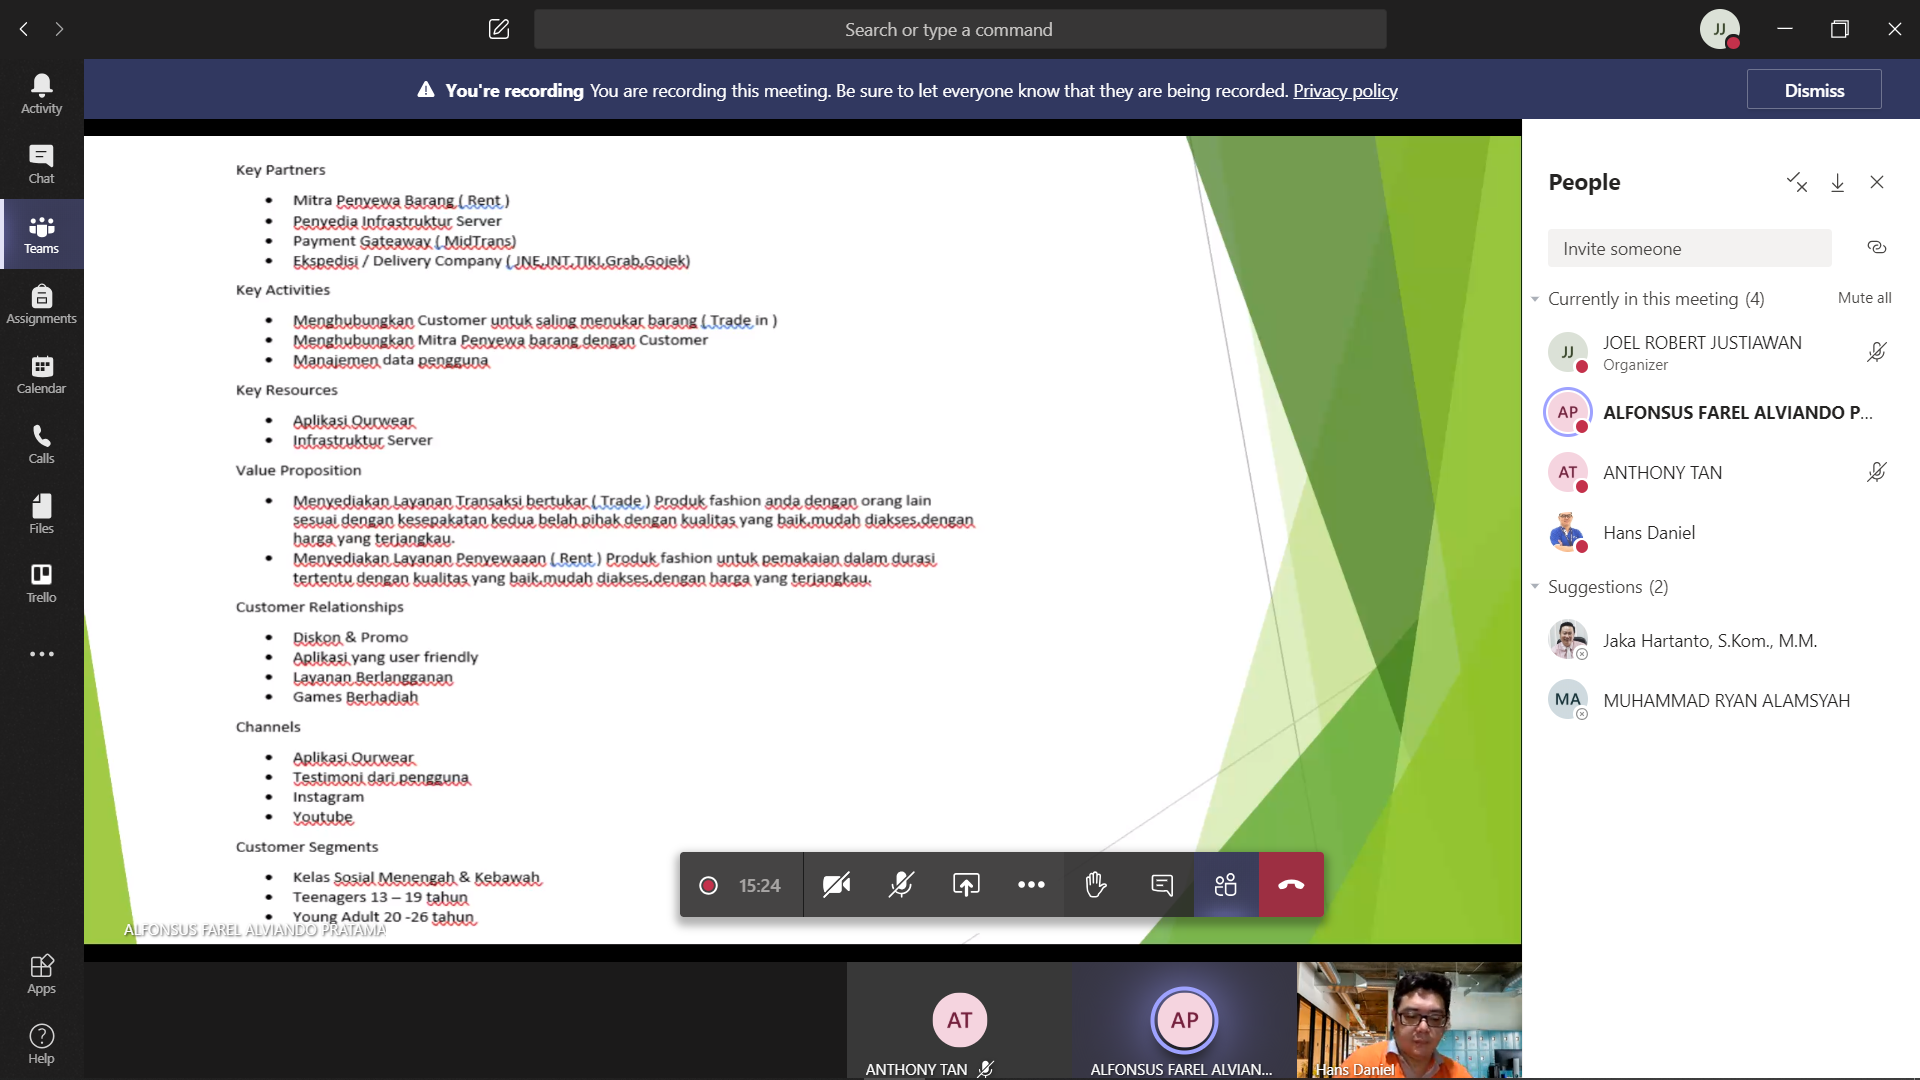 Search or type a command
JJ
You're recording You are recording this meeting. Be sure to let everyone know that they are being recorded. Privacy policy
Dismiss
Activity
Chat
Teams
Assignments
Calendar
Calls
Files
Trello
Apps
Help
Key Partners
• Mitra Penyewa Barang ( Rent )
• Penyedia Infrastruktur Server
• Payment Gateaway ( MidTrans)
• Ekspedisi / Delivery Company ( JNE,JNT,TIKI,Grab,Gojek)
Key Activities
• Menghubungkan Customer untuk saling menukar barang ( Trade in )
• Menghubungkan Mitra Penyewa barang dengan Customer
• Manajemen data pengguna
Key Resources
• Aplikasi Ourwear
• Infrastruktur Server
Value Proposition
• Menyediakan Layanan Transaksi bertukar ( Trade ) Produk fashion anda dengan orang lain
sesuai dengan kesepakatan kedua belah pihak dengan kualitas yang baik,mudah diakses,dengan
harga yang terjangkau.
• Menyediakan Layanan Penyewaaan ( Rent ) Produk fashion untuk pemakaian dalam durasi
tertentu dengan kualitas yang baik,mudah diakses,dengan harga yang terjangkau.
Customer Relationships
• Diskon & Promo
• Aplikasi yang user friendly
• Layanan Berlangganan
• Games Berhadiah
Channels
• Aplikasi Ourwear
• Testimoni dari pengguna
• Instagram
• Youtube
Customer Segments
• Kelas Sosial Menengah & Kebawah
• Teenagers 13 – 19 tahun
• Young Adult 20 -26 tahun
ALFONSUS FAREL ALVIANDO PRATAMA
15:24
AT
ANTHONY TAN
AP
ALFONSUS FAREL ALVIAN...
Hans Daniel
People
Invite someone
Currently in this meeting (4)
Mute all
JJ
JOEL ROBERT JUSTIAWAN
Organizer
AP
ALFONSUS FAREL ALVIANDO P...
AT
ANTHONY TAN
Hans Daniel
Suggestions (2)
Jaka Hartanto, S.Kom., M.M.
MA
MUHAMMAD RYAN ALAMSYAH